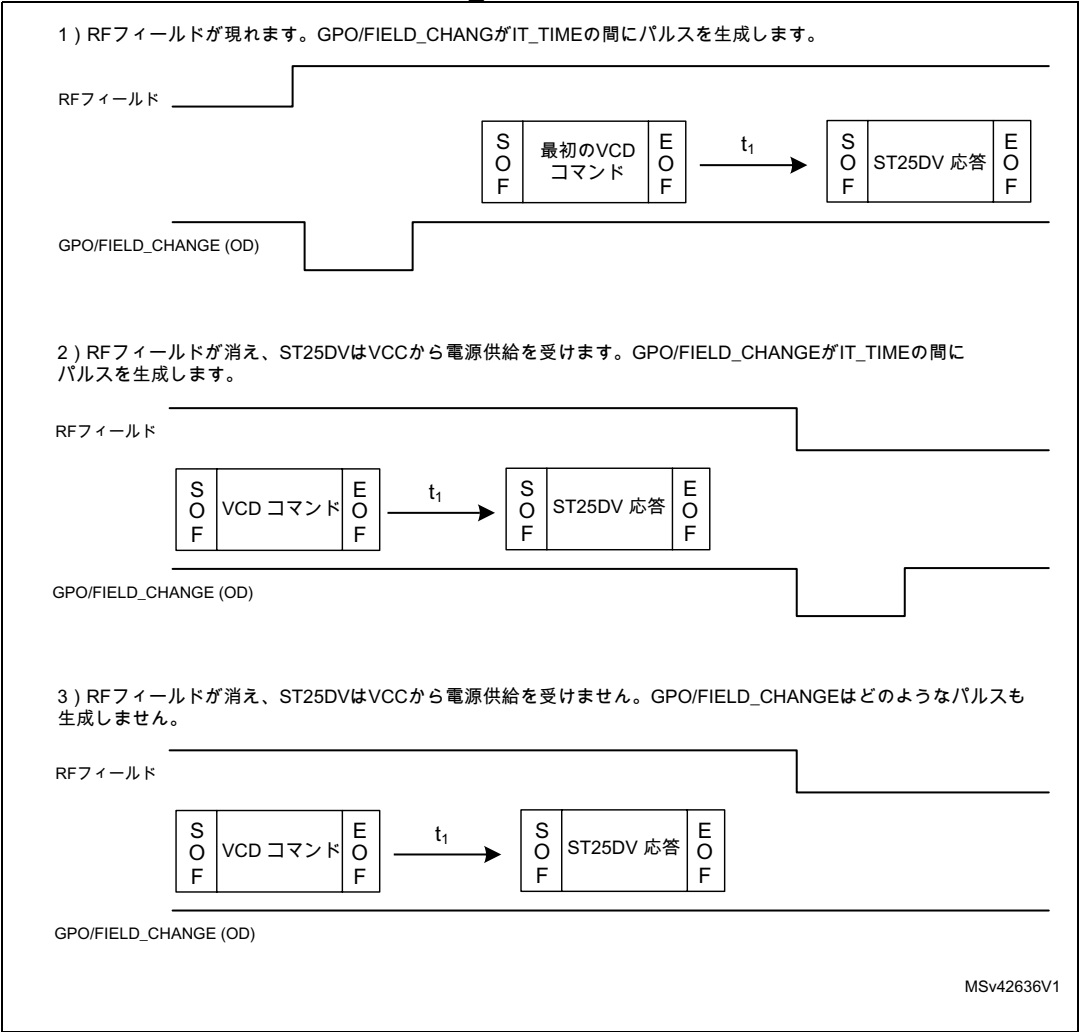 1）RFフィールドが現れます。GPO/FIELD_CHANGがIT_TIMEの間にパルスを生成します。
RFフィールド
SOF
最初のVCD
コマンド
EOF
t1
SOF
ST25DV 応答
EOF
GPO/FIELD_CHANGE (OD)
2）RFフィールドが消え、ST25DVはVCCから電源供給を受けます。GPO/FIELD_CHANGEがIT_TIMEの間に
パルスを生成します。
RFフィールド
SOF
VCD コマンド
EOF
t1
SOF
ST25DV 応答
EOF
GPO/FIELD_CHANGE (OD)
3）RFフィールドが消え、ST25DVはVCCから電源供給を受けません。GPO/FIELD_CHANGEはどのようなパルスも
生成しません。
RFフィールド
SOF
VCD コマンド
EOF
t1
SOF
ST25DV 応答
EOF
GPO/FIELD_CHANGE (OD)
MSv42636V1